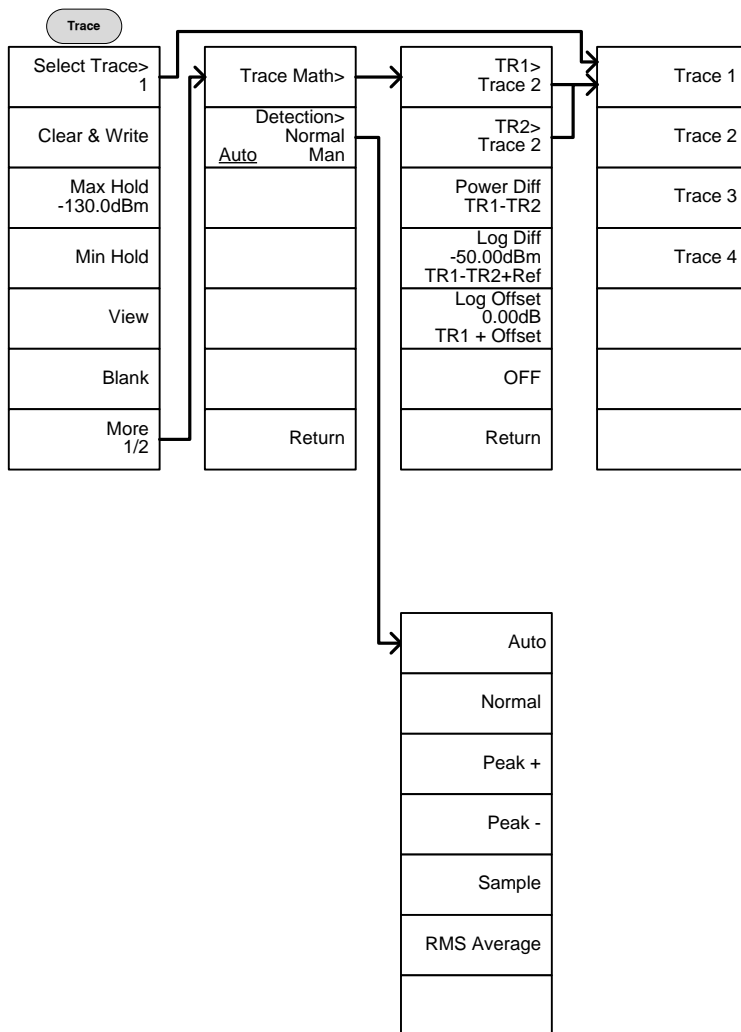 Trace
Select Trace>
1
Clear & Write
Max Hold
-130.0dBm
Min Hold
View
Blank
More
1/2
Trace Math>
Detection>
Normal
Auto Man
Return
TR1>
Trace 2
TR2>
Trace 2
Power Diff
TR1-TR2
Log Diff
-50.00dBm
TR1-TR2+Ref
Log Offset
0.00dB
TR1 + Offset
OFF
Return
Trace 1
Trace 2
Trace 3
Trace 4
Auto
Normal
Peak +
Peak -
Sample
RMS Average